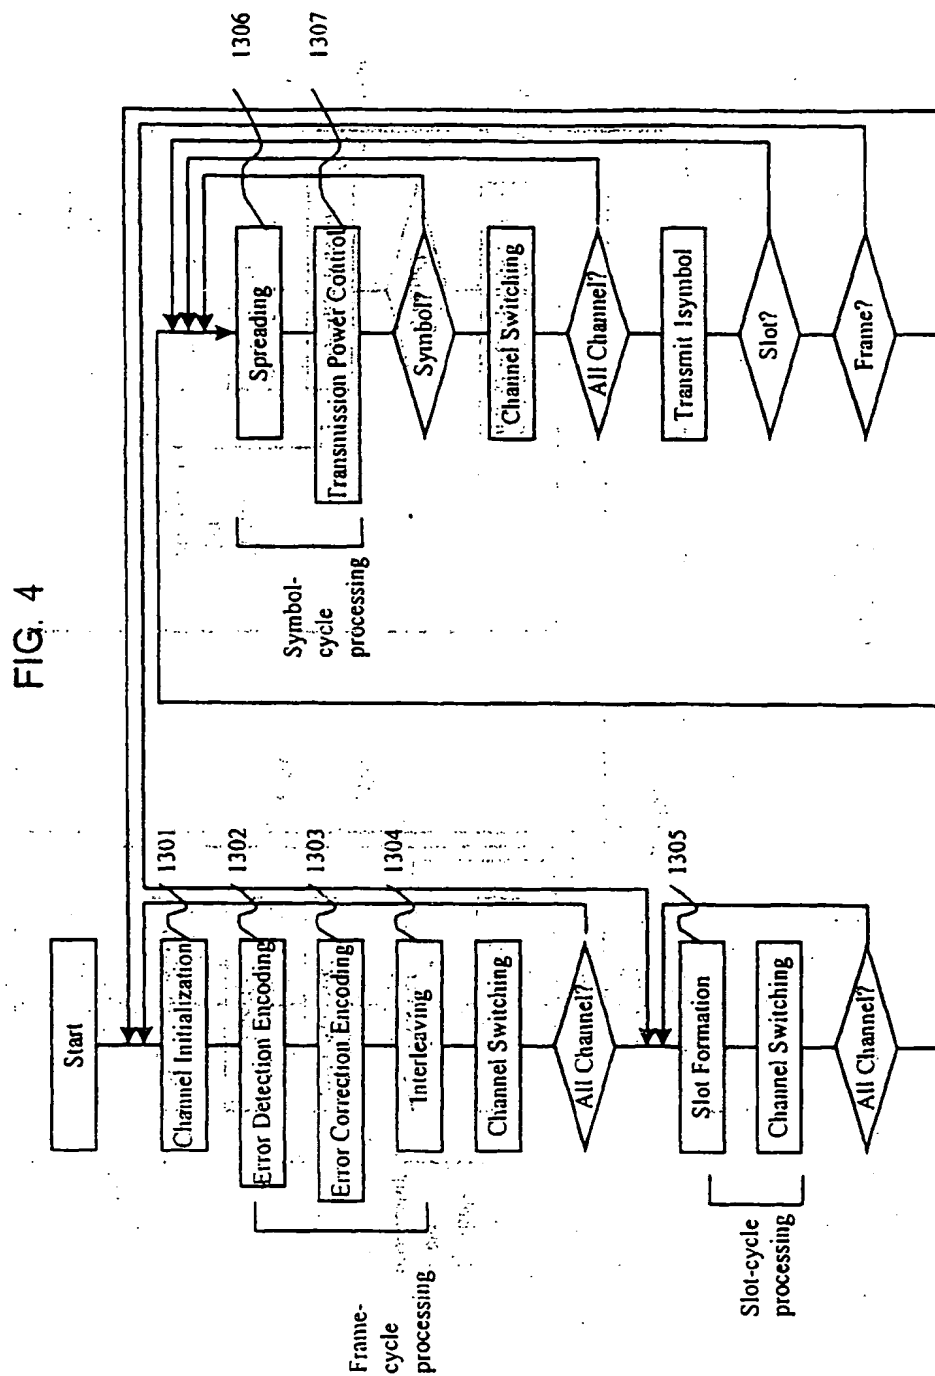 FIG. 4
Start
Channel Initialization
1301
Error Detection Encoding
1302
Error Correction Encoding
1303
Interleaving
1304
Channel Switching
All Channel?
Frame-
cycle
processing
Slot Formation
1305
Channel Switching
All Channel?
Slot-cycle
processing
Spreading
1306
Transmission Power Control
1307
Symbol-
cycle
processing
Symbol?
Channel Switching
All Channel?
Transmit 1symbol
Slot?
Frame?